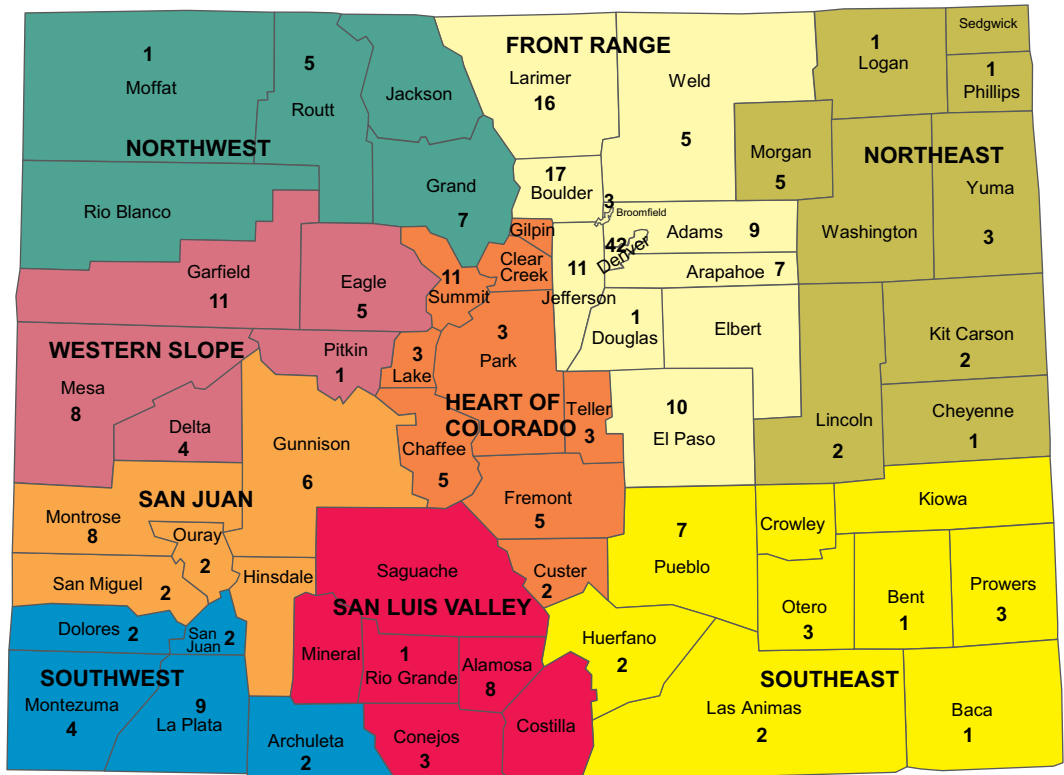 FRONT RANGE
Sedgwick
1
Moffat
5
Routt
Jackson
Larimer
16
Weld
5
1
Logan
1
Phillips
NORTHWEST
Morgan
5
NORTHEAST
Rio Blanco
Grand
7
17
Boulder
3
Broomfield
Washington
Yuma
3
Gilpin
42
Denver
Adams 9
Garfield
11
Eagle
5
11
Summit
Clear
Creek
11
Jefferson
Arapahoe 7
WESTERN SLOPE
Pitkin
1
3
Lake
3
Park
1
Douglas
Elbert
Kit Carson
2
Mesa
8
Delta
4
HEART OF
COLORADO
Teller
3
10
El Paso
Lincoln
2
Cheyenne
1
Gunnison
6
Chaffee
5
SAN JUAN
Montrose
8
Ouray
2
Fremont
5
7
Pueblo
Crowley
Kiowa
San Miguel
2
Hinsdale
Saguache
Custer
2
Otero
3
Bent
1
Prowers
3
SAN LUIS VALLEY
Dolores 2
San
Juan
2
Mineral
1
Rio Grande
Alamosa
8
Huerfano
2
SOUTHWEST
Montezuma
4
9
La Plata
SOUTHEAST
Archuleta
2
Conejos
3
Costilla
Las Animas
2
Baca
1